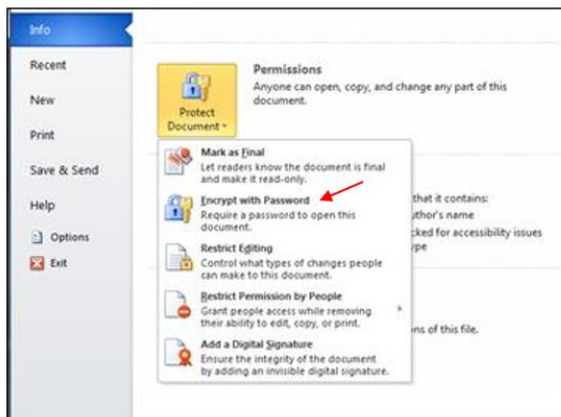 Info
Recent
New
Print
Save & Send
Help
Options
Exit
Protect
Document
Permissions
Anyone can open, copy, and change any part of this
document.
Mark as Final
Let readers know the document is final
and make it read-only.
Encrypt with Password
Require a password to open this
document.
Restrict Editing
Control what types of changes people
can make to this document.
Restrict Permission by People
Grant people access while removing
their ability to edit, copy, or print.
Add a Digital Signature
Ensure the integrity of the document
by adding an invisible digital signature.
that it contains:
uthor's name
cked for accessibility issues
ype
ns of this file.